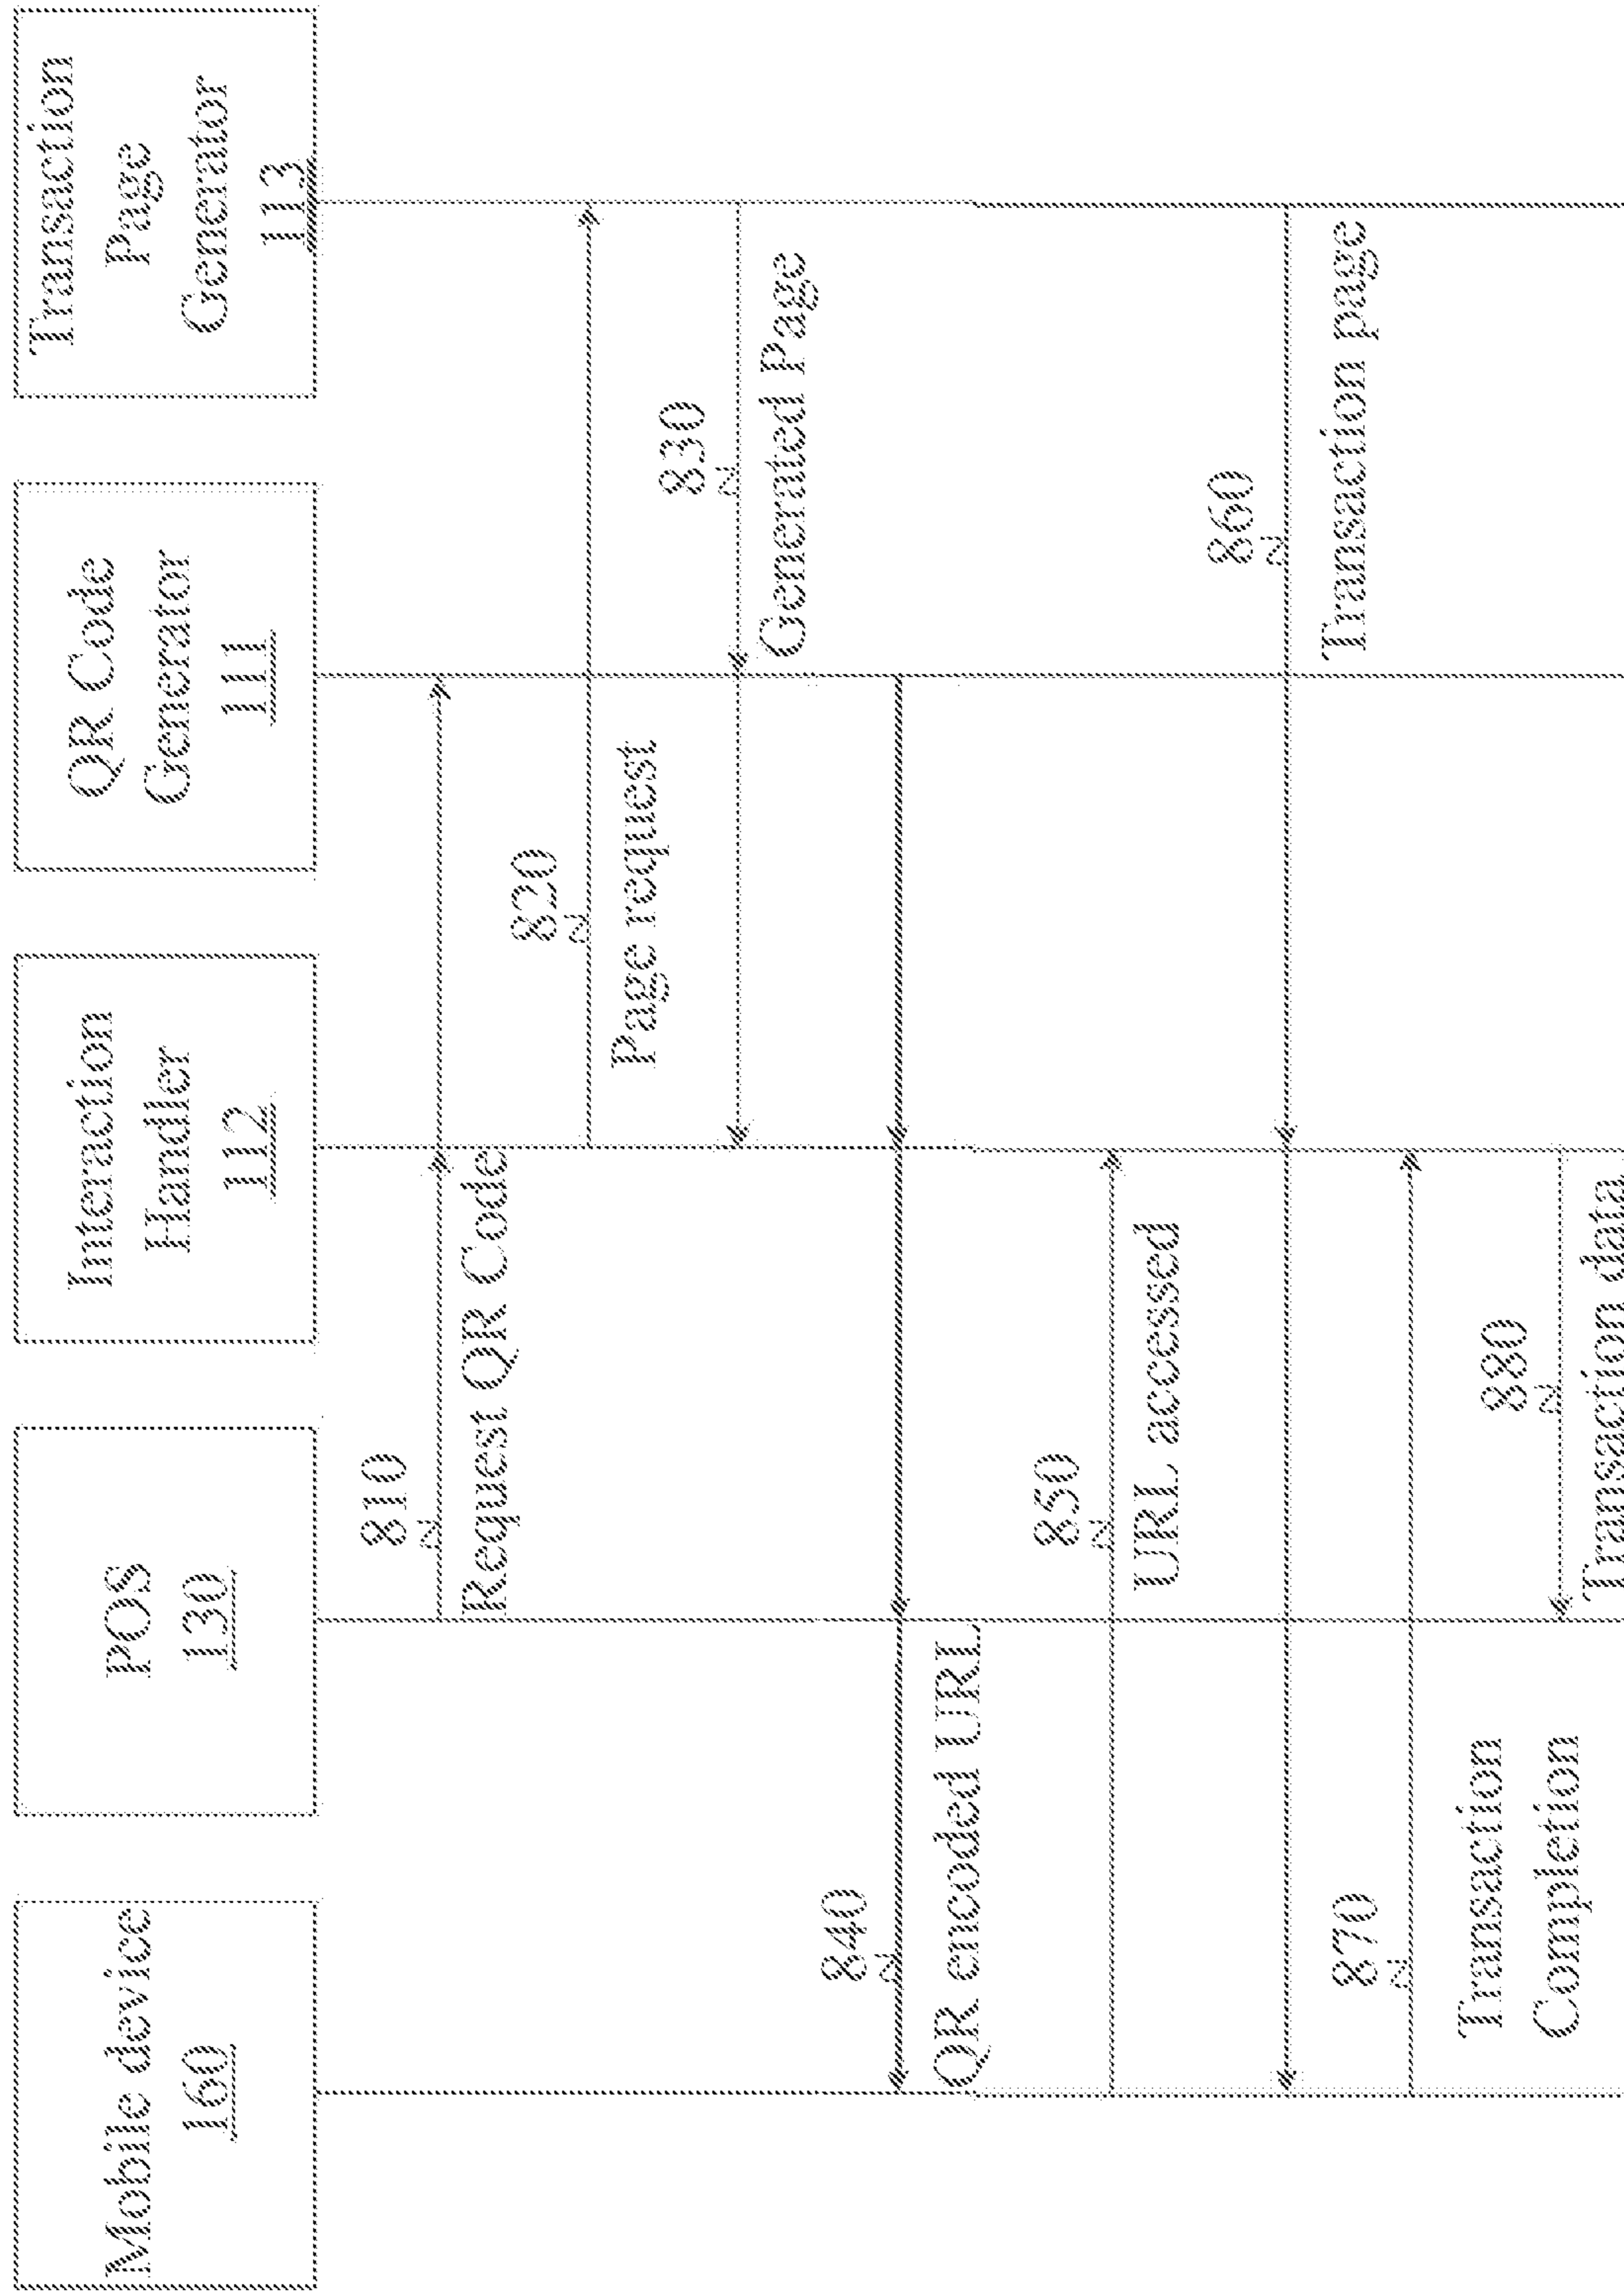 Mobile device
160
POS
130
Interaction
Handler
112
QR Code
Generator
111
Transaction
Page
Generator
113
810
Request QR Code
820
Page request
830
Generated Page
840
QR encoded URL
850
URL accessed
860
Transaction page
870
Transaction
Completion
880
Transaction data